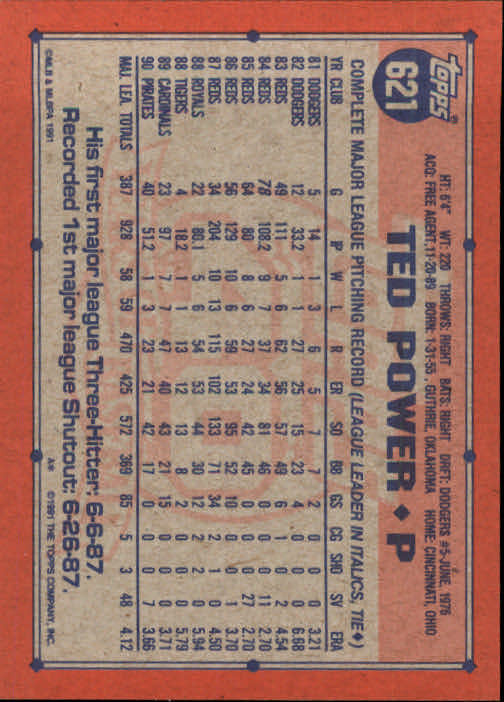 topps®
621
TED POWER ♦ P
HT: 6'4" WT: 220 THROWS: RIGHT BATS: RIGHT DRFT: DODGERS #5-JUNE, 1976
ACQ: FREE AGENT, 11-20-89 BORN: 1-31-55, GUTHRIE, OKLAHOMA HOME: CINCINNATI, OHIO
COMPLETE MAJOR LEAGUE PITCHING RECORD (LEAGUE LEADER IN ITALICS, TIE♦)
YR CLUB G IP W L R ER SO BB GS CG SHO SV ERA
81 DODGERS 5 14 1 3 6 5 7 7 2 0 0 0 3.21
82 DODGERS 12 33.2 1 1 27 25 15 23 4 0 0 0 6.68
83 REDS 49 111 5 6 62 56 57 49 6 1 0 2 4.54
84 REDS 78 108.2 9 7 37 34 81 46 0 0 0 11 2.70
85 REDS 64 80 8 6 27 24 42 45 0 0 0 27 2.70
86 REDS 56 129 10 6 59 53 95 52 10 0 0 1 3.70
87 REDS 34 204 10 13 115 102 133 71 34 2 1 0 4.50
88 ROYALS 22 80.1 5 6 54 53 44 30 12 2 2 0 5.94
88 TIGERS 4 18.2 1 1 13 12 13 8 2 0 0 0 5.79
89 CARDINALS 23 97 7 7 47 40 43 21 15 0 0 0 3.71
90 PIRATES 40 51.2 1 3 23 21 42 17 0 0 0 7 3.66
MAJ. LEA. TOTALS 387 928 58 59 470 425 572 369 85 5 3 48 4.12
His first major league Three-Hitter: 6-6-87.
Recorded 1st major league Shutout: 6-26-87.
©MLB & MLBPA 1991
A® ©1991 THE TOPPS COMPANY, INC.